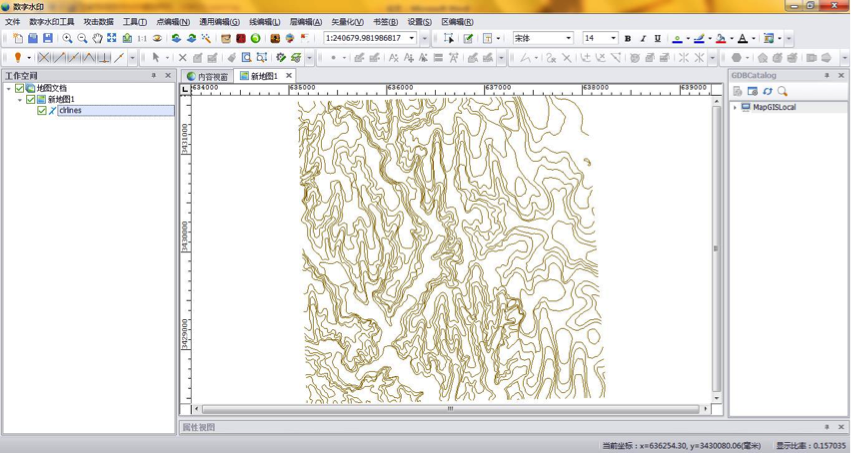 数字水印
文件 数字水印工具 攻击数据 工具(T) 点编辑(N) 通用编辑(G) 线编辑(L) 层编辑(A) 矢量化(V) 书签(B) 设置(S) 区编辑(R)
1:240679.981986817 宋体 14 B I U A
工作空间
地图文档
新地图1
clrlines
内容视窗 新地图1
634000 635000 636000 637000 638000 639000
3431000
3430000
3429000
GDBCatalog
MapGISLocal
属性视图
当前坐标:x=636254.30, y=3430080.06(毫米) 显示比率:0.157035